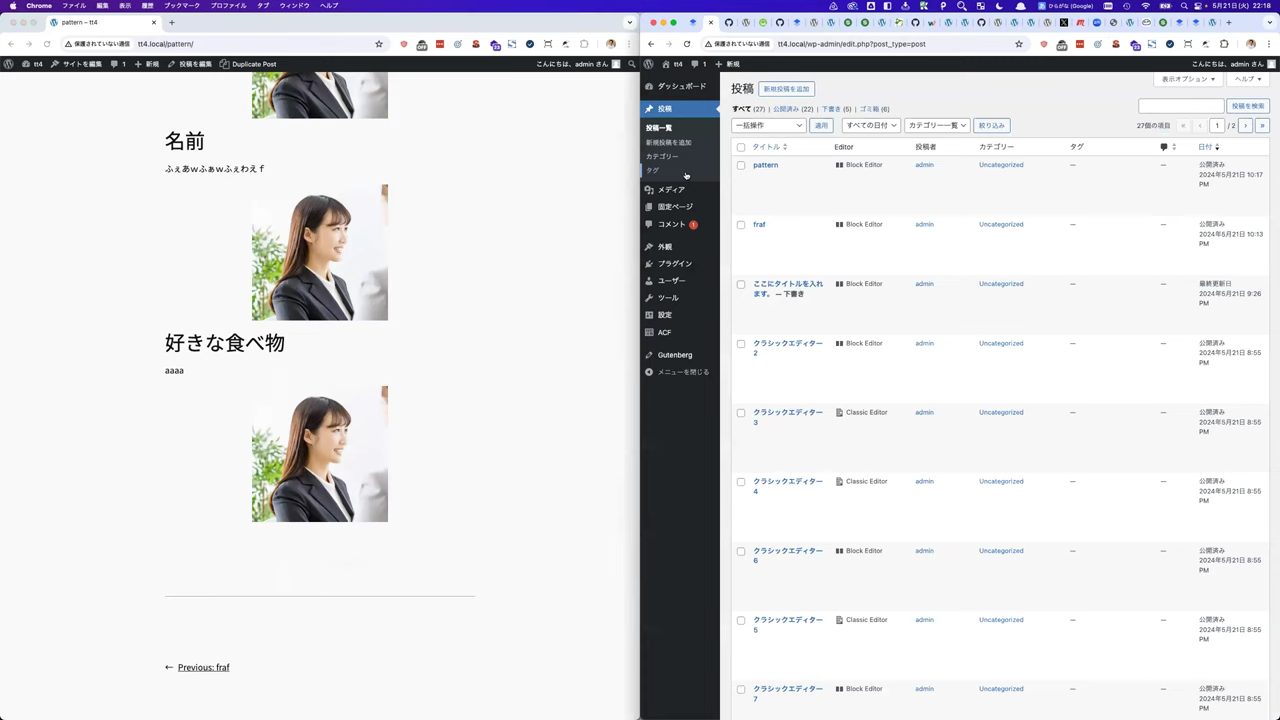 Chrome ファイル 編集 表示 履歴 ブックマーク プロファイル タブ ウィンドウ ヘルプ
ひらがな (Google)
5月21日(火) 22:18
pattern – tt4
保護されていない通信 tt4.local/pattern/
tt4 サイトを編集 1 新規 投稿を編集 Duplicate Post こんにちは、admin さん
名前
ふぇあwふぁwふぇわえf
好きな食べ物
aaaa
← Previous: fraf
保護されていない通信 tt4.local/wp-admin/edit.php?post_type=post
tt4 1 新規 こんにちは、admin さん
ダッシュボード
投稿
投稿一覧
新規投稿を追加
カテゴリー
タグ
メディア
固定ページ
コメント 1
外観
プラグイン
ユーザー
ツール
設定
ACF
Gutenberg
メニューを閉じる
表示オプション ▼ ヘルプ ▼
投稿 新規投稿を追加
すべて (27) | 公開済み (22) | 下書き (5) | ゴミ箱 (6)
投稿を検索
一括操作 適用 すべての日付 カテゴリー一覧 絞り込み 27個の項目 « ‹ 1 / 2 › »
タイトル Editor 投稿者 カテゴリー タグ 日付
pattern Block Editor admin Uncategorized — — 公開済み
2024年5月21日 10:17
PM
fraf Block Editor admin Uncategorized — — 公開済み
2024年5月21日 10:13
PM
ここにタイトルを入れ Block Editor admin Uncategorized — — 最終更新日
ます。 — 下書き 2024年5月21日 9:26
PM
クラシックエディター Block Editor admin Uncategorized — — 公開済み
2 2024年5月21日 8:55
PM
クラシックエディター Classic Editor admin Uncategorized — — 公開済み
3 2024年5月21日 8:55
PM
クラシックエディター Classic Editor admin Uncategorized — — 公開済み
4 2024年5月21日 8:55
PM
クラシックエディター Block Editor admin Uncategorized — — 公開済み
6 2024年5月21日 8:55
PM
クラシックエディター Classic Editor admin Uncategorized — — 公開済み
5 2024年5月21日 8:55
PM
クラシックエディター Block Editor admin Uncategorized — — 公開済み
7 2024年5月21日 8:55
PM